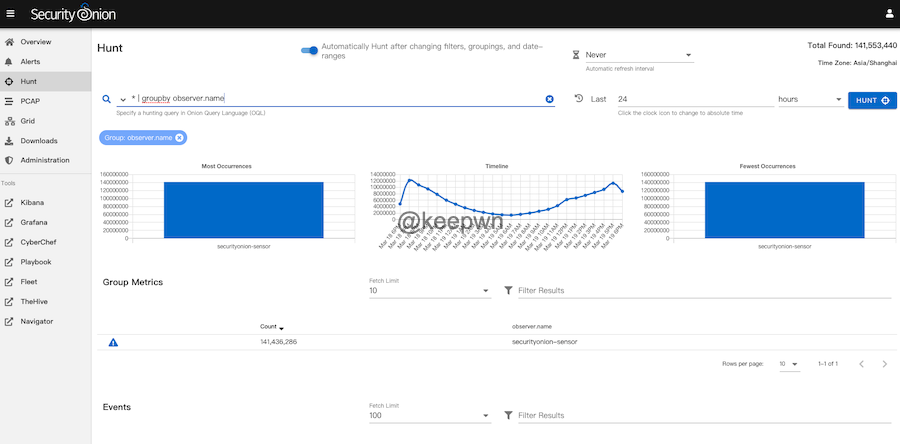 Security Onion
Overview
Alerts
Hunt
PCAP
Grid
Downloads
Administration
Tools
Kibana
Grafana
CyberChef
Playbook
Fleet
TheHive
Navigator
Hunt
Automatically Hunt after changing filters, groupings, and date-
ranges
Never
Automatic refresh interval
Total Found: 141,553,440
Time Zone: Asia/Shanghai
* | groupby observer.name
Specify a hunting query in Onion Query Language (OQL)
Last 24 hours
Click the clock icon to change to absolute time
HUNT
Group: observer.name
Most Occurrences
160000000
140000000
120000000
100000000
80000000
60000000
40000000
20000000
0
securityonion-sensor
Timeline
14000000
12000000
10000000
8000000
6000000
4000000
2000000
0
@keepwn
Fewest Occurrences
160000000
140000000
120000000
100000000
80000000
60000000
40000000
20000000
0
securityonion-sensor
Group Metrics
Fetch Limit
10
Filter Results
Count observer.name
141,436,286 securityonion-sensor
Rows per page: 10 1-1 of 1
Events
Fetch Limit
100
Filter Results